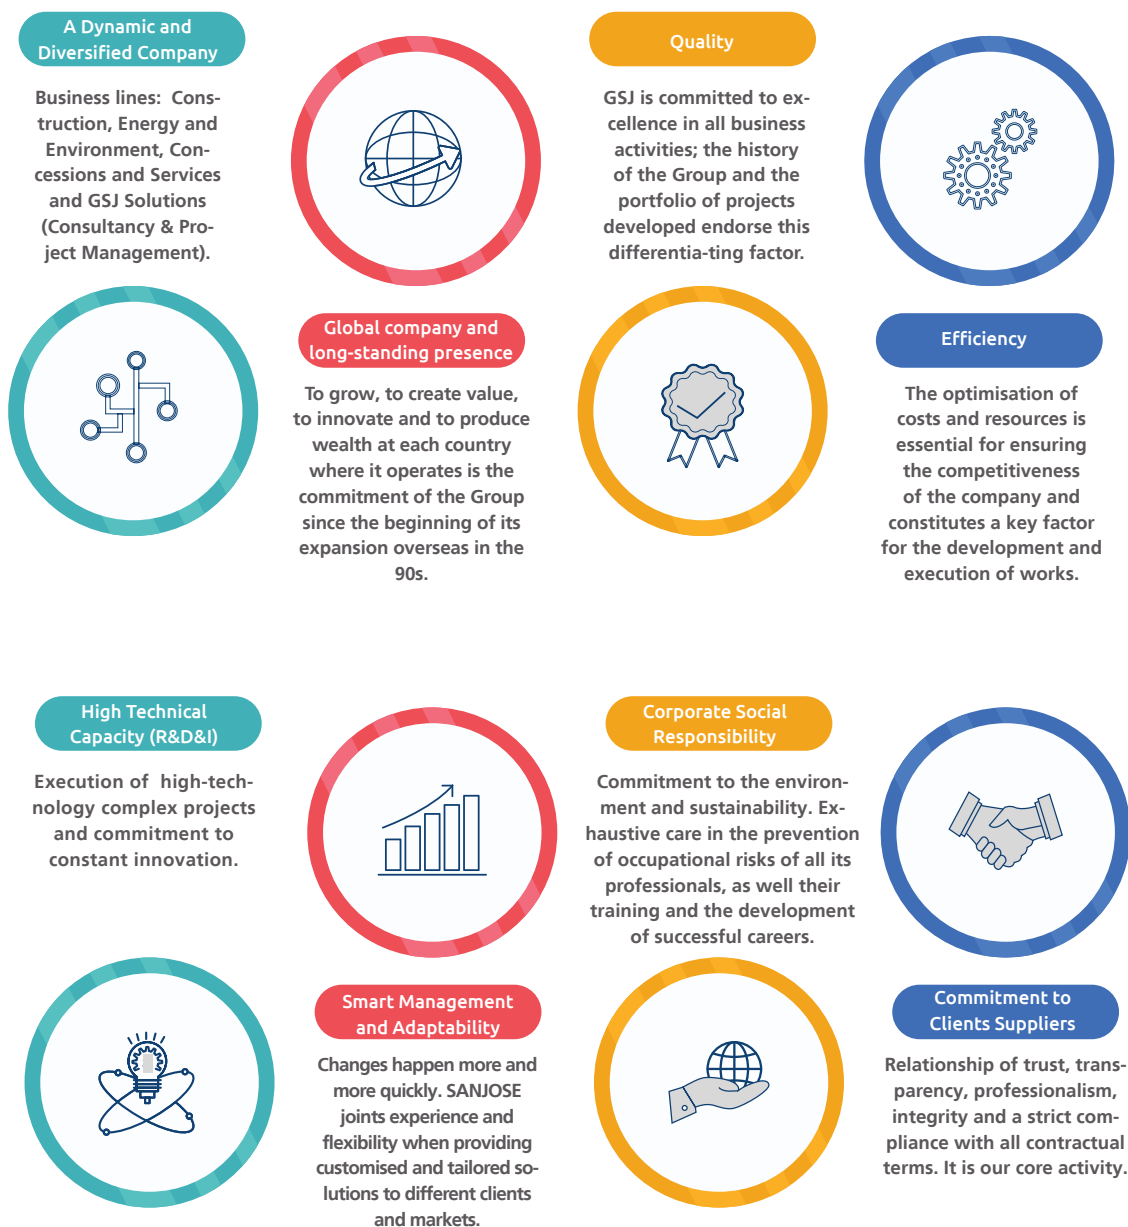 A Dynamic and
Diversified Company
Business lines:  Cons-
truction, Energy and
Environment, Con-
cessions and Services
and GSJ Solutions
(Consultancy & Pro-
ject Management).
Global company and
long-standing presence
To grow, to create value,
to innovate and to produce
wealth at each country
where it operates is the
commitment of the Group
since the beginning of its
expansion overseas in the
90s.
Quality
GSJ is committed to ex-
cellence in all business
activities; the history
of the Group and the
portfolio of projects
developed endorse this
differentia-ting factor.
Efficiency
The optimisation of
costs and resources is
essential for ensuring
the competitiveness
of the company and
constitutes a key factor
for the development and
execution of works.
High Technical
Capacity (R&D&I)
Execution of  high-tech-
nology complex projects
and commitment to
constant innovation.
Smart Management
and Adaptability
Changes happen more and
more quickly. SANJOSE
joints experience and
flexibility when providing
customised and tailored so-
lutions to different clients
and markets.
Corporate Social
Responsibility
Commitment to the environ-
ment and sustainability. Ex-
haustive care in the prevention
of occupational risks of all its
professionals, as well their
training and the development
of successful careers.
Commitment to
Clients Suppliers
Relationship of trust, trans-
parency, professionalism,
integrity and a strict com-
pliance with all contractual
terms. It is our core activity.